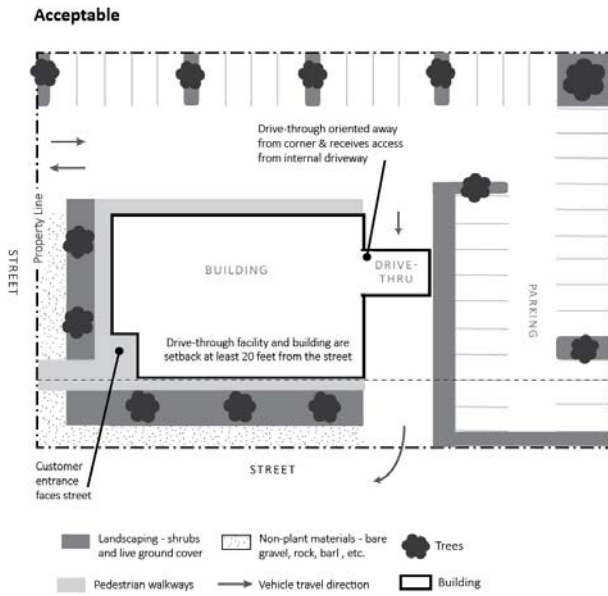 Acceptable
Drive-through oriented away
from corner & receives access
from internal driveway
Property Line
STREET
BUILDING
DRIVE-
THRU
PARKING
Drive-through facility and building are
setback at least 20 feet from the street
Customer
entrance
faces street
STREET
Landscaping - shrubs
and live ground cover
Non-plant materials - bare
gravel, rock, barl , etc.
Trees
Pedestrian walkways
Vehicle travel direction
Building